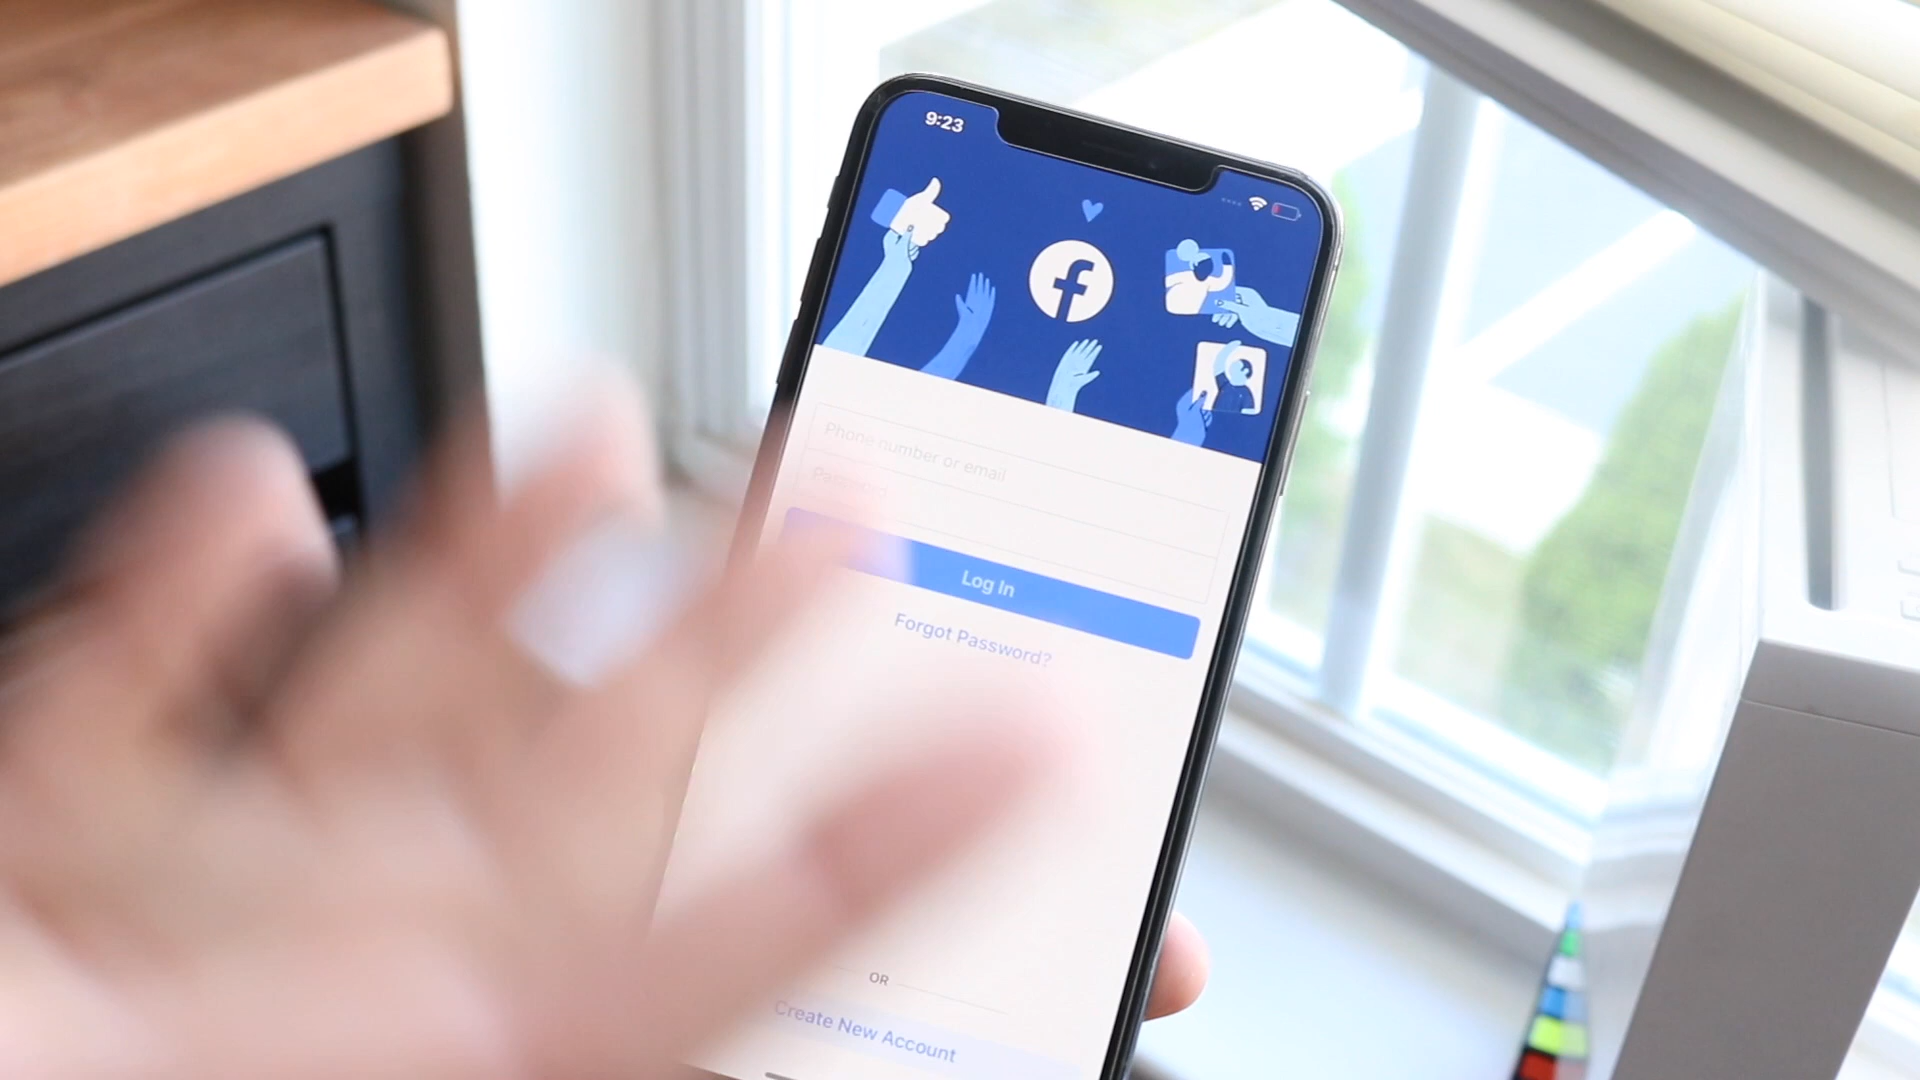 9:23
f
Phone number or email
Password
Log In
Forgot Password?
OR
Create New Account